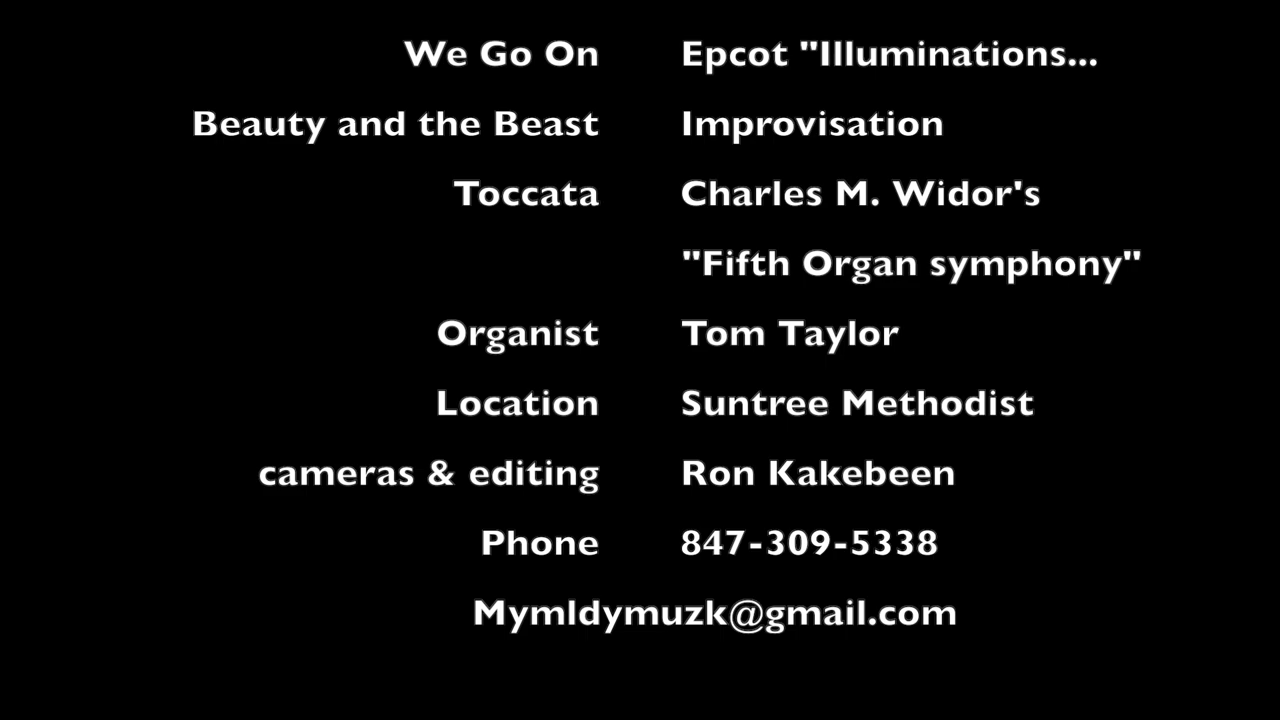 We Go On Epcot "Illuminations...
Beauty and the Beast Improvisation
Toccata Charles M. Widor's
"Fifth Organ symphony"
Organist Tom Taylor
Location Suntree Methodist
cameras & editing Ron Kakebeen
Phone 847-309-5338
Mymldymuzk@gmail.com